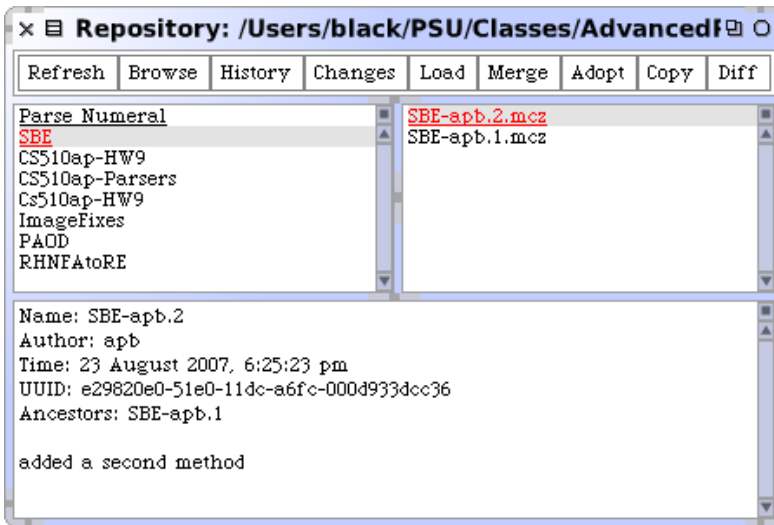 Repository: /Users/black/PSU/Classes/Advanced
Refresh Browse History Changes Load Merge Adopt Copy Diff
Parse Numeral
SBE
CS510ap-HW9
CS510ap-Parsers
Cs510ap-HW9
ImageFixes
PAOD
RHNFAtoRE
SBE-apb.2.mcz
SBE-apb.1.mcz
Name: SBE-apb.2
Author: apb
Time: 23 August 2007, 6:25:23 pm
UUID: e29820e0-51e0-11dc-a6fc-000d933dcc36
Ancestors: SBE-apb.1
added a second method